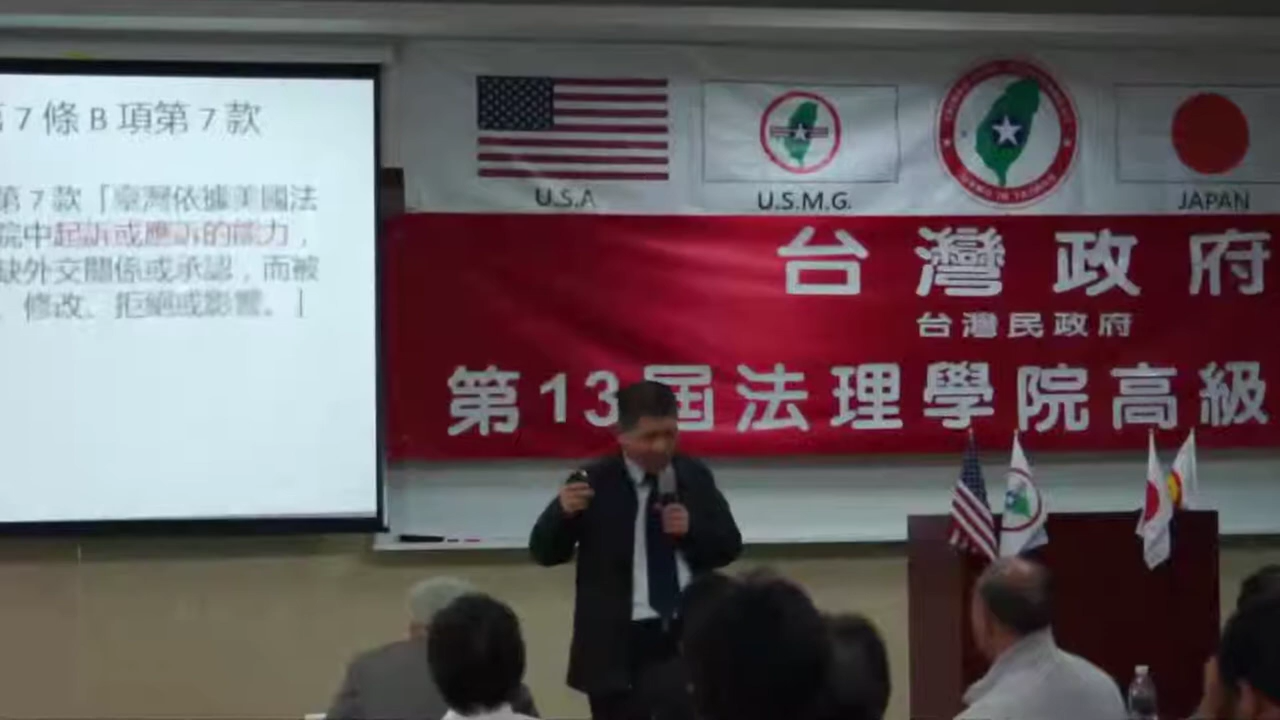 第7條B項第7款
第7款「臺灣依據美國法
院中起訴或應訴的能力,
缺外交關係或承認,而被
修改、拒絕或影響。」
U.S.A
U.S.M.G.
JAPAN
台灣政府
台灣民政府
第13屆法理學院高級